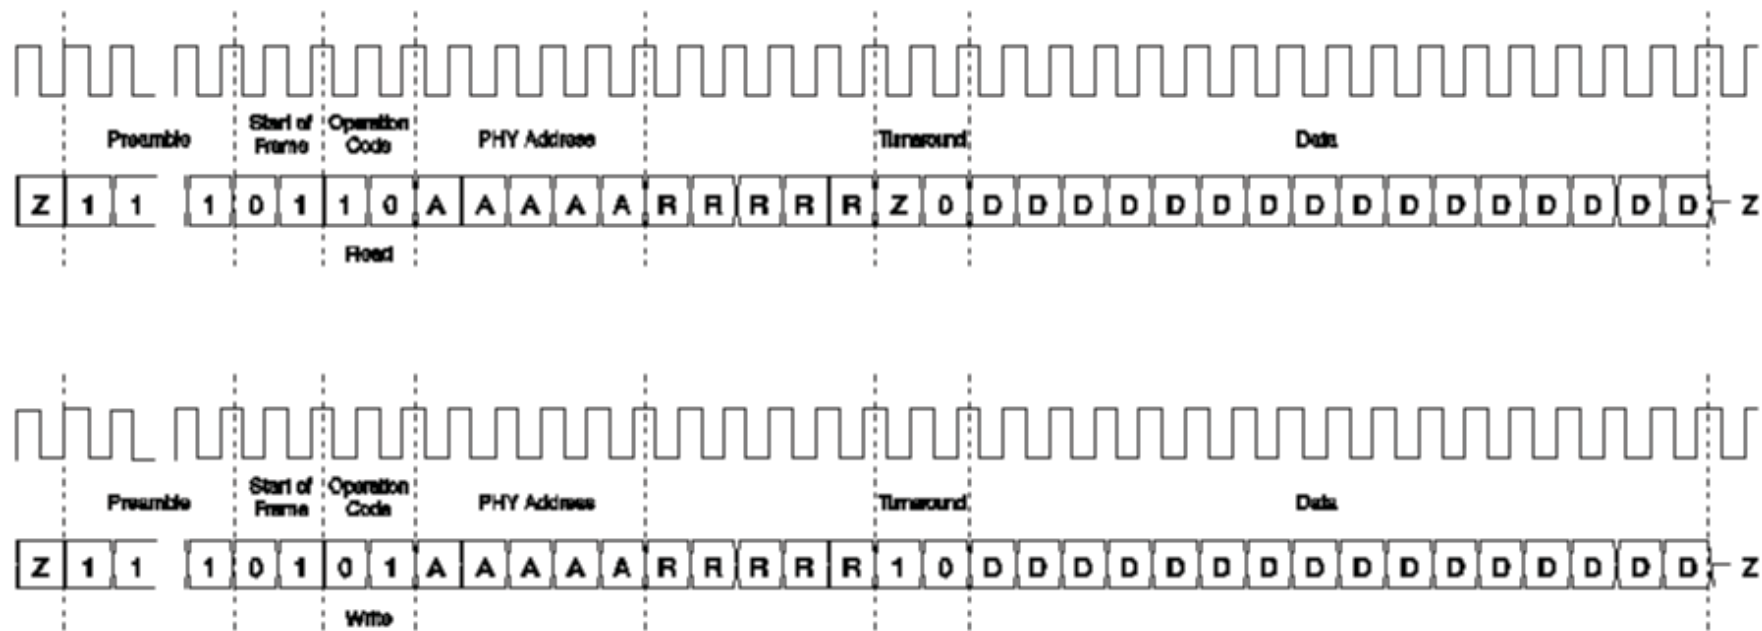 Preamble Start of Frame Operation Code PHY Address Turnaround Data
Z 1 1 1 0 1 1 0 A A A A A R R R R R Z 0 D D D D D D D D D D D D D D D D Z
Read
Preamble Start of Frame Operation Code PHY Address Turnaround Data
Z 1 1 1 0 1 0 1 A A A A A R R R R R 1 0 D D D D D D D D D D D D D D D D Z
Write